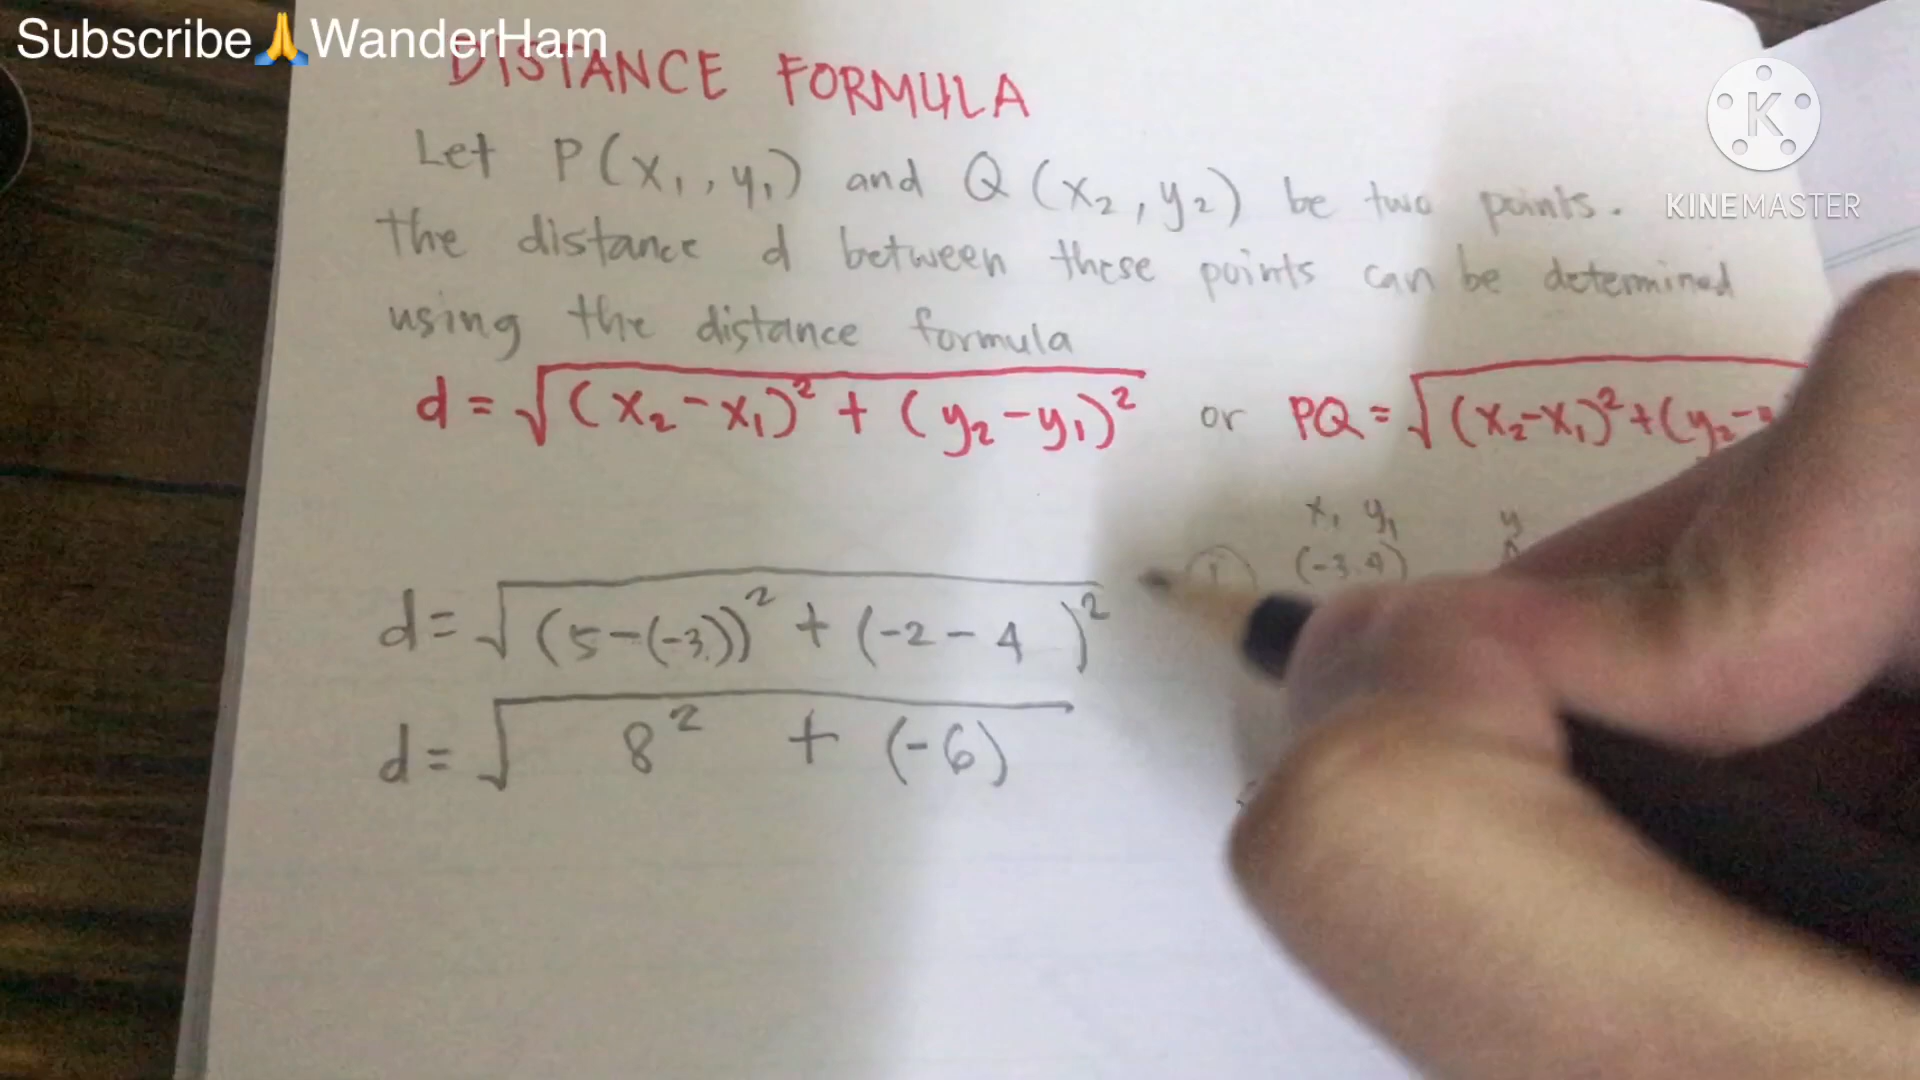 Subscribe🙏WanderHam
DISTANCE FORMULA
K
KINEMASTER
Let P(x₁, y₁) and Q(x₂, y₂) be two points.
the distance d between these points can be determined
using the distance formula
d = √(x₂-x₁)² + (y₂-y₁)² or PQ = √(x₂-x₁)²+(y₂-
x₁ y₁ y
① (-3,4)
d = √(5-(-3))² + (-2-4 )²
d = √ 8² + (-6)